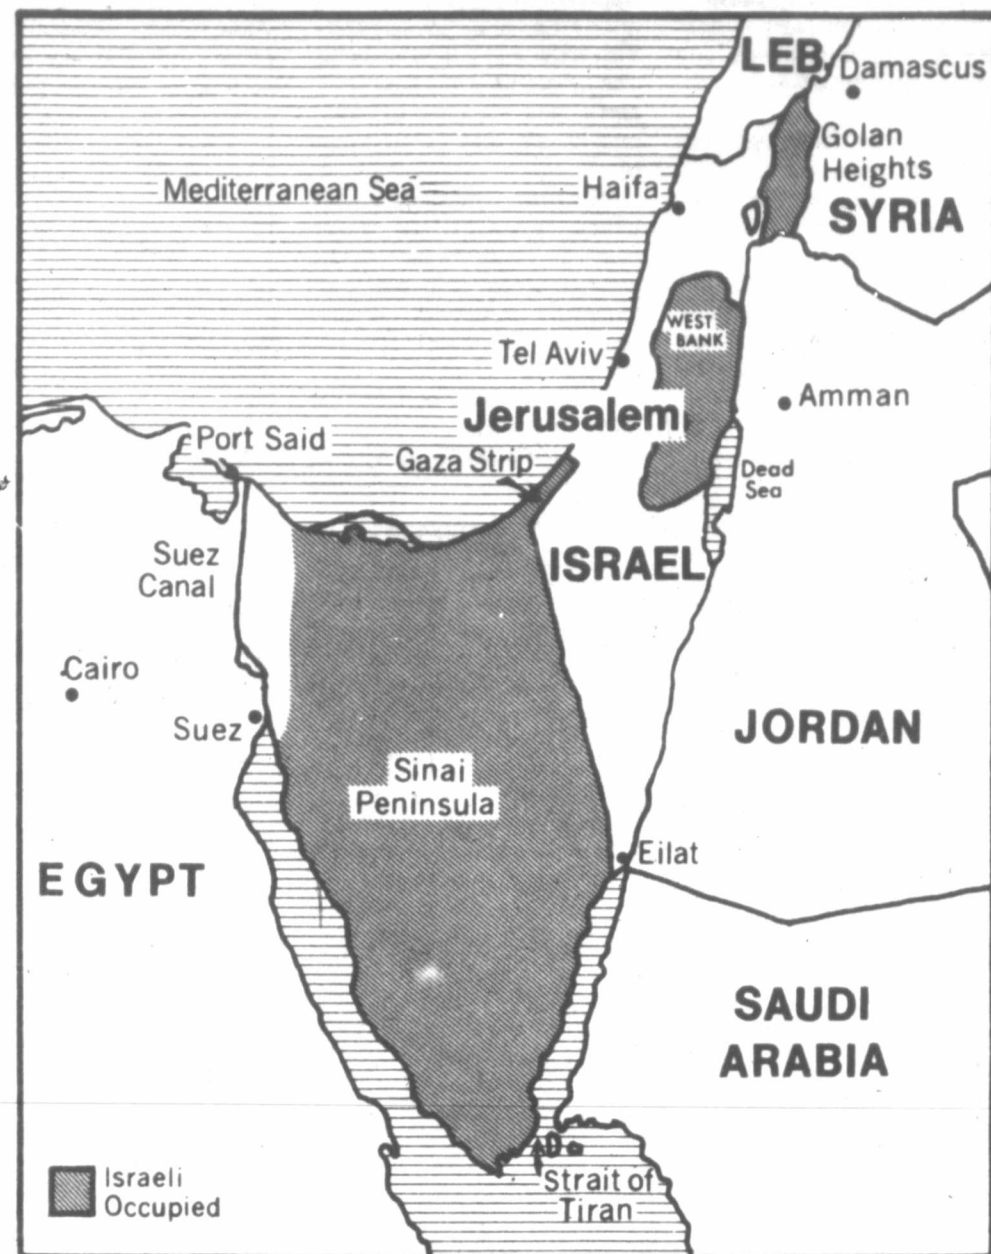 LEB.
Damascus
Golan
Heights
SYRIA
Mediterranean Sea
Haifa
WEST
BANK
Tel Aviv
Amman
Jerusalem
Port Said
Gaza Strip
Dead
Sea
Suez
Canal
ISRAEL
Cairo
Suez
JORDAN
Sinai
Peninsula
Eilat
EGYPT
SAUDI
ARABIA
Strait of
Tiran
Israeli
Occupied